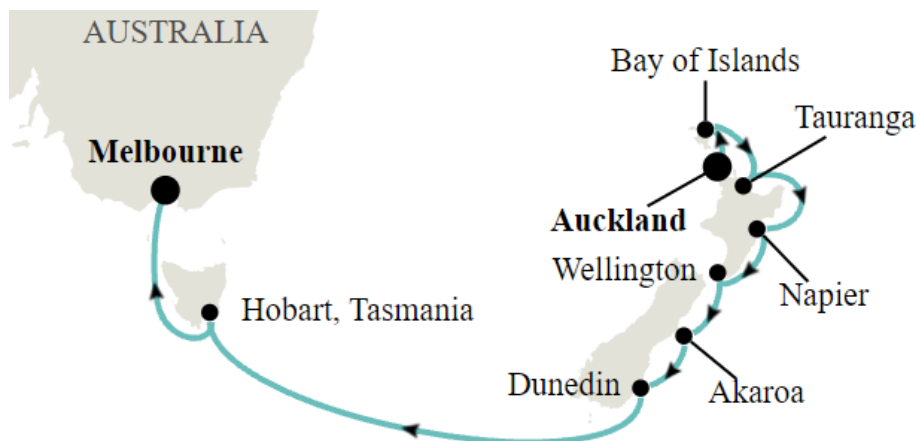 AUSTRALIA
Bay of Islands
Tauranga
Melbourne
Auckland
Wellington
Napier
Hobart, Tasmania
Dunedin
Akaroa